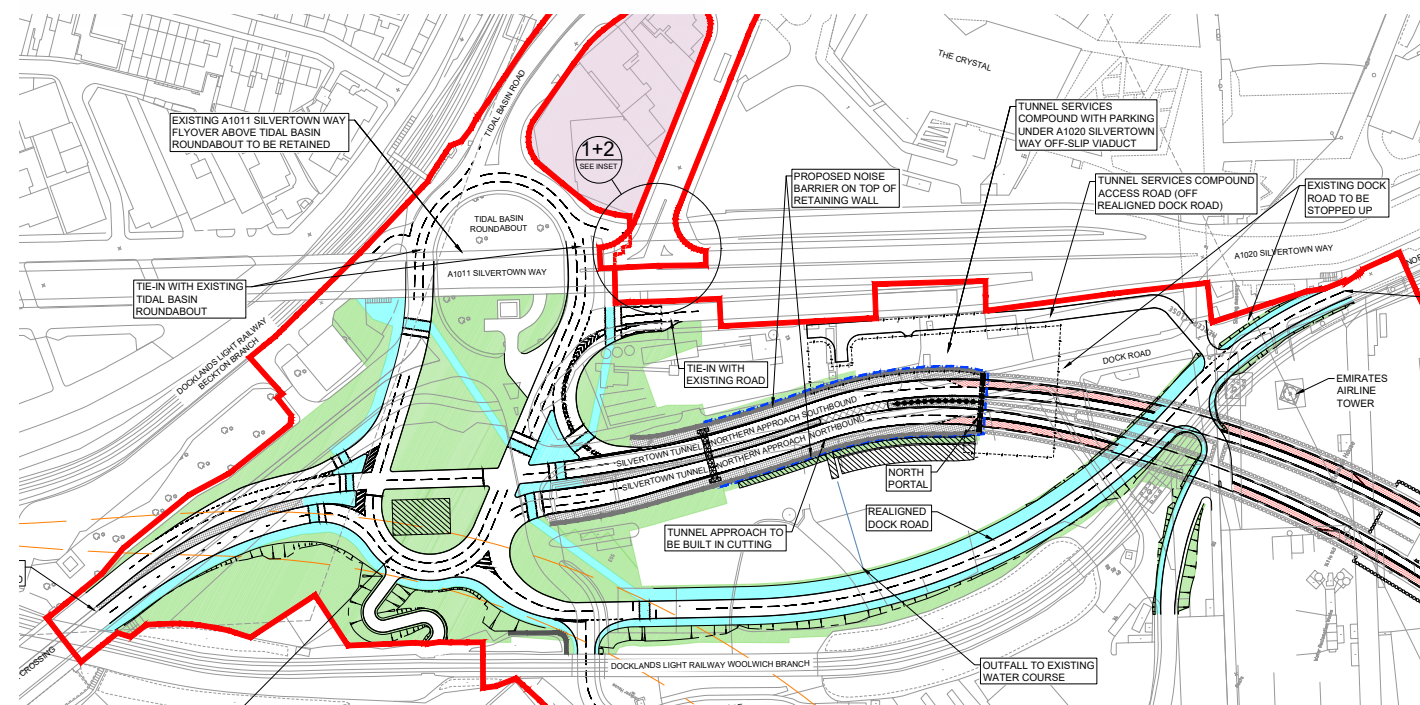 THE CRYSTAL
TIDAL BASIN ROAD
EXISTING A1011 SILVERTOWN WAY
FLYOVER ABOVE TIDAL BASIN
ROUNDABOUT TO BE RETAINED
1+2
SEE INSET
TUNNEL SERVICES
COMPOUND WITH PARKING
UNDER A1020 SILVERTOWN
WAY OFF-SLIP VIADUCT
PROPOSED NOISE
BARRIER ON TOP OF
RETAINING WALL
TUNNEL SERVICES COMPOUND
ACCESS ROAD (OFF
REALIGNED DOCK ROAD)
EXISTING DOCK
ROAD TO BE
STOPPED UP
TIDAL BASIN
ROUNDABOUT
A1011 SILVERTOWN WAY
A1020 SILVERTOWN WAY
TIE-IN WITH EXISTING
TIDAL BASIN
ROUNDABOUT
DOCKLANDS LIGHT RAILWAY
BECKTON BRANCH
TIE-IN WITH
EXISTING ROAD
DOCK ROAD
EMIRATES
AIRLINE
TOWER
SILVERTOWN TUNNEL NORTHERN APPROACH SOUTHBOUND
SILVERTOWN TUNNEL NORTHERN APPROACH NORTHBOUND
NORTH
PORTAL
REALIGNED
DOCK ROAD
TUNNEL APPROACH TO
BE BUILT IN CUTTING
CROSSING
DOCKLANDS LIGHT RAILWAY WOOLWICH BRANCH
OUTFALL TO EXISTING
WATER COURSE